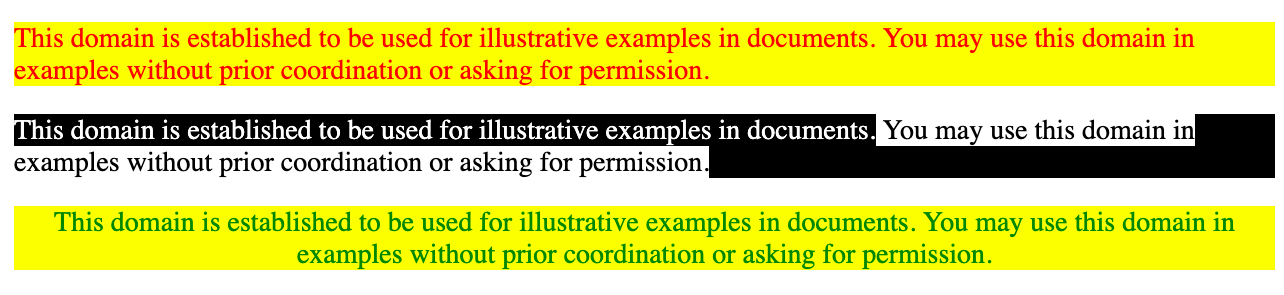 This domain is established to be used for illustrative examples in documents. You may use this domain in
examples without prior coordination or asking for permission.
This domain is established to be used for illustrative examples in documents. You may use this domain in
examples without prior coordination or asking for permission.
This domain is established to be used for illustrative examples in documents. You may use this domain in
examples without prior coordination or asking for permission.